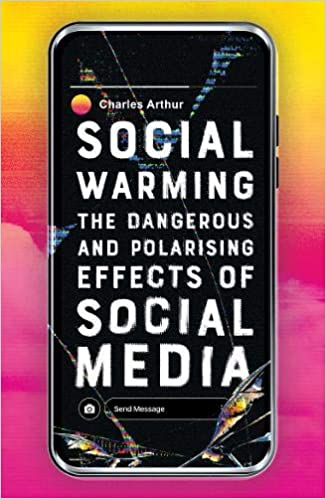 Charles Arthur
SOCIAL
WARMING
THE DANGEROUS
AND POLARISING
EFFECTS OF
SOCIAL
MEDIA
Send Message